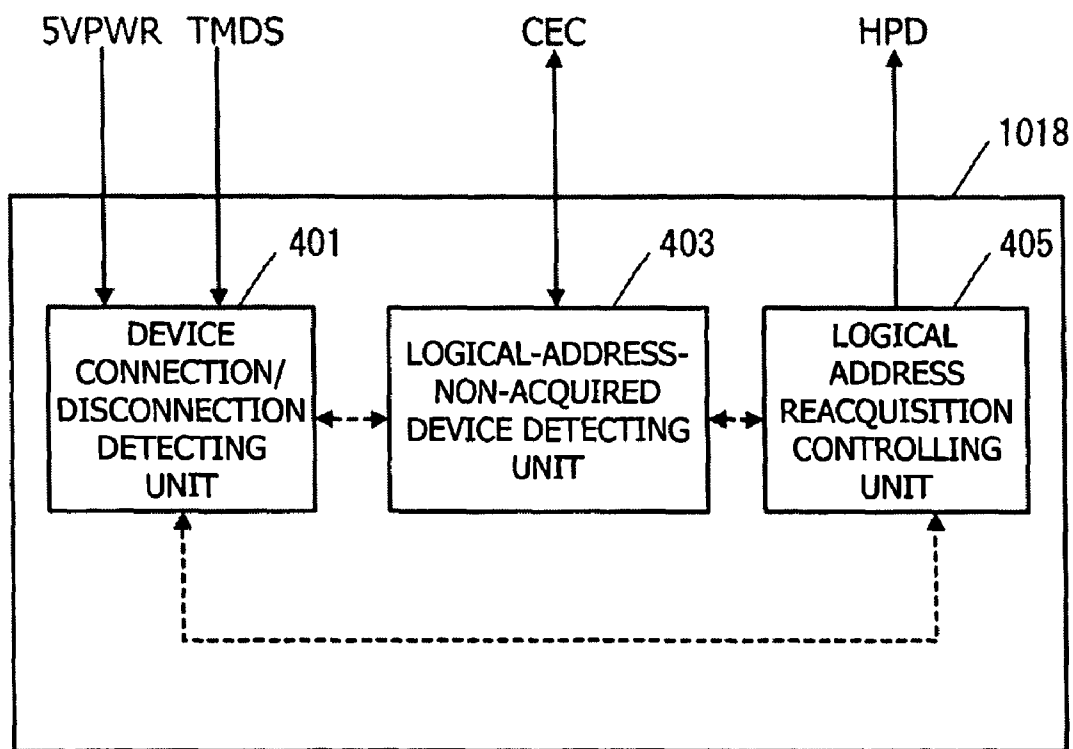 5VPWR TMDS CEC HPD
1018
401 403 405
DEVICE
CONNECTION/
DISCONNECTION
DETECTING
UNIT
LOGICAL-ADDRESS-
NON-ACQUIRED
DEVICE DETECTING
UNIT
LOGICAL
ADDRESS
REACQUISITION
CONTROLLING
UNIT